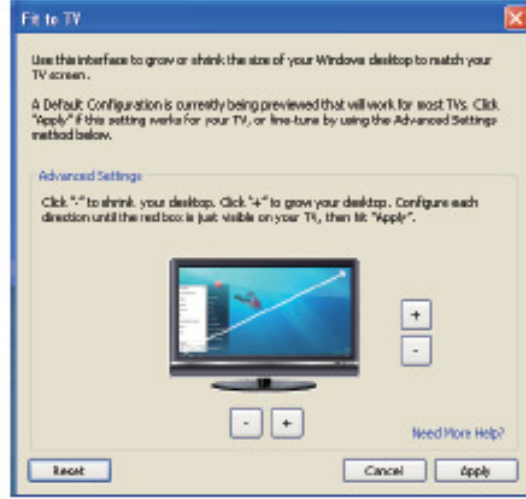 Fit to TV
Use this interface to grow or shrink the size of your Windows desktop to match your
TV screen.
A Default Configuration is currently being previewed that will work for most TVs. Click
"Apply" if this setting works for your TV, or fine-tune by using the Advanced Settings
method below.
Advanced Settings
Click "-" to shrink your desktop. Click "+" to grow your desktop. Configure each
direction until the red box is just visible on your TV, then hit "Apply".
+
-
- +
Need More Help?
Reset Cancel Apply